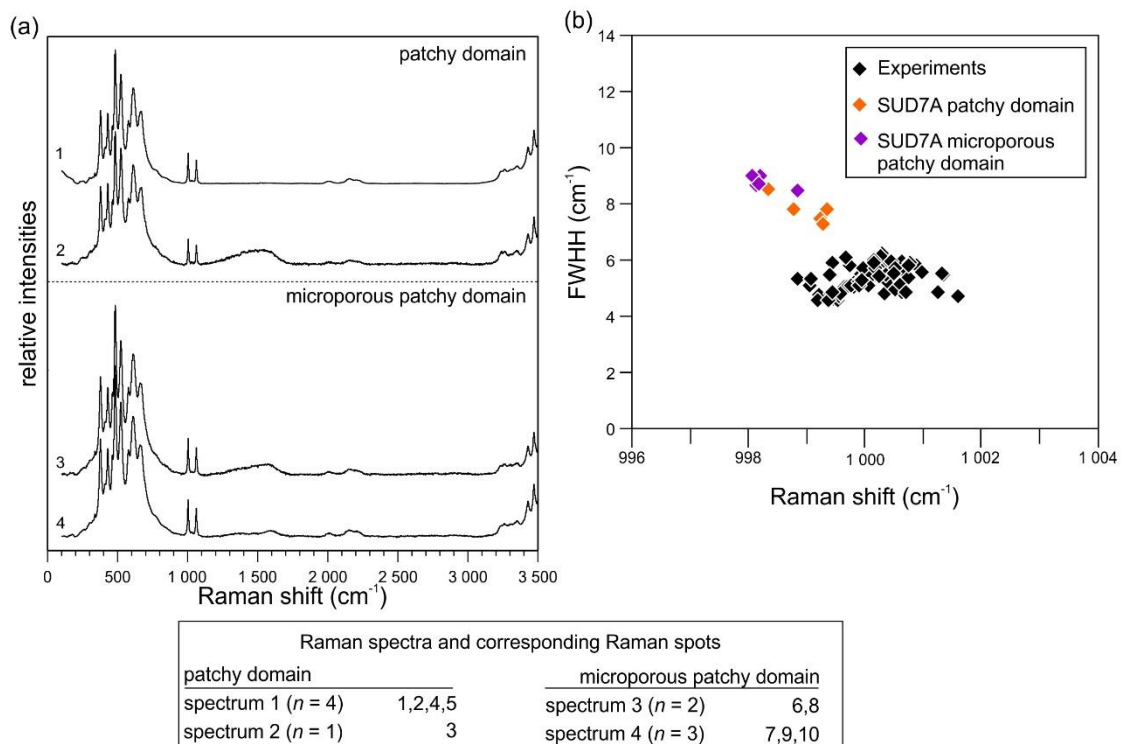 (a)
patchy domain
1
2
microporous patchy domain
3
4
relative intensities
0 500 1 000 1 500 2 000 2 500 3 000 3 500
Raman shift (cm-1)
(b)
14
12
10
8
6
4
2
0
FWHH (cm-1)
Experiments
SUD7A patchy domain
SUD7A microporous
patchy domain
996 998 1 000 1 002 1 004
Raman shift (cm-1)
Raman spectra and corresponding Raman spots
patchy domain microporous patchy domain
spectrum 1 (n = 4) 1,2,4,5 spectrum 3 (n = 2) 6,8
spectrum 2 (n = 1) 3 spectrum 4 (n = 3) 7,9,10